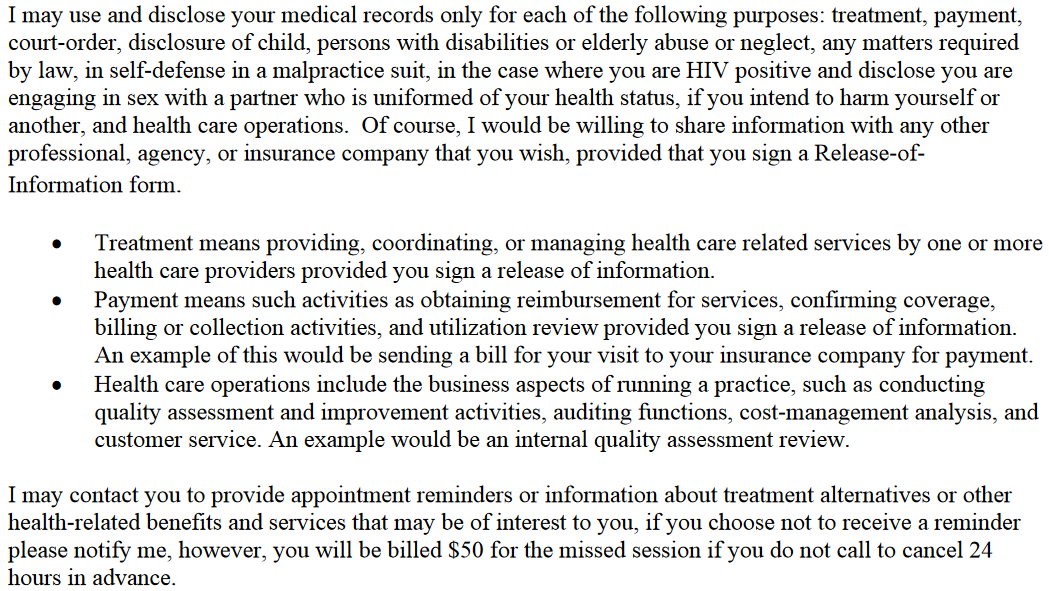 I may use and disclose your medical records only for each of the following purposes: treatment, payment,
court-order, disclosure of child, persons with disabilities or elderly abuse or neglect, any matters required
by law, in self-defense in a malpractice suit, in the case where you are HIV positive and disclose you are
engaging in sex with a partner who is uniformed of your health status, if you intend to harm yourself or
another, and health care operations.  Of course, I would be willing to share information with any other
professional, agency, or insurance company that you wish, provided that you sign a Release-of-
Information form.
• Treatment means providing, coordinating, or managing health care related services by one or more
health care providers provided you sign a release of information.
• Payment means such activities as obtaining reimbursement for services, confirming coverage,
billing or collection activities, and utilization review provided you sign a release of information.
An example of this would be sending a bill for your visit to your insurance company for payment.
• Health care operations include the business aspects of running a practice, such as conducting
quality assessment and improvement activities, auditing functions, cost-management analysis, and
customer service. An example would be an internal quality assessment review.
I may contact you to provide appointment reminders or information about treatment alternatives or other
health-related benefits and services that may be of interest to you, if you choose not to receive a reminder
please notify me, however, you will be billed $50 for the missed session if you do not call to cancel 24
hours in advance.